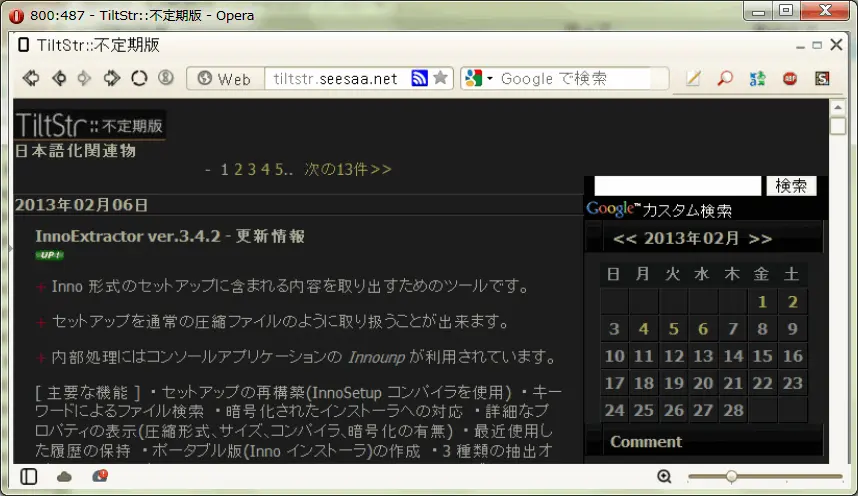 800:487 - TiltStr::不定期版 - Opera
TiltStr::不定期版
Web
tiltstr.seesaa.net
Google で検索
TiltStr::不定期版
日本語化関連物
- 1 2 3 4 5.. 次の13件>>
検索
Google™カスタム検索
2013年02月06日
InnoExtractor ver.3.4.2 - 更新情報
UP!
+ Inno 形式のセットアップに含まれる内容を取り出すためのツールです。
+ セットアップを通常の圧縮ファイルのように取り扱うことが出来ます。
+ 内部処理にはコンソールアプリケーションの Innounp が利用されています。
[ 主要な機能 ] ・セットアップの再構築(InnoSetup コンパイラを使用) ・キー
ワードによるファイル検索 ・暗号化されたインストーラへの対応 ・詳細なプ
ロパティの表示(圧縮形式、サイズ、コンパイラ、暗号化の有無) ・最近使用し
た履歴の保持 ・ポータブル版(Inno インストーラ)の作成 ・3 種類の抽出オ
<< 2013年02月 >>
日 月 火 水 木 金 土
1 2
3 4 5 6 7 8 9
10 11 12 13 14 15 16
17 18 19 20 21 22 23
24 25 26 27 28
Comment